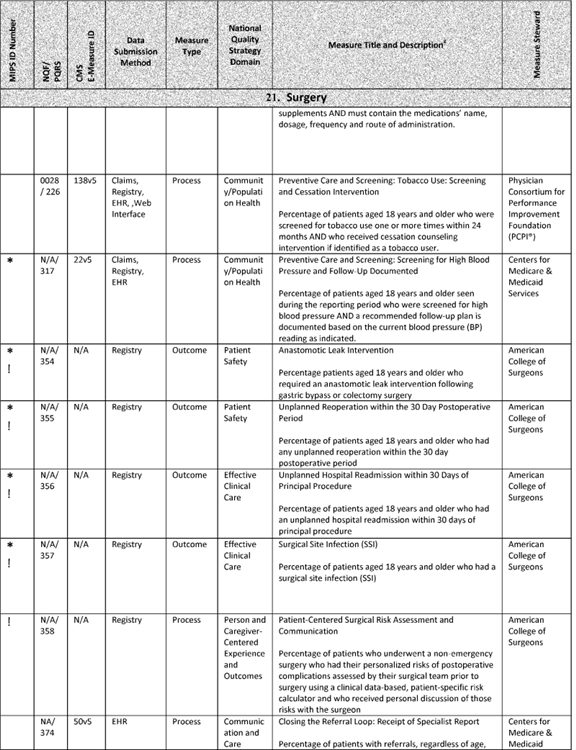 MIPS ID Number
NQF/
PQRS
CMS
E-Measure ID
Data
Submission
Method
Measure
Type
National
Quality
Strategy
Domain
Measure Title and Description‡
Measure Steward
21. Surgery
supplements AND must contain the medications' name,
dosage, frequency and route of administration.
0028
/ 226
138v5
Claims,
Registry,
EHR, ,Web
Interface
Process
Communit
y/Populati
on Health
Preventive Care and Screening: Tobacco Use: Screening
and Cessation Intervention
Percentage of patients aged 18 years and older who were
screened for tobacco use one or more times within 24
months AND who received cessation counseling
intervention if identified as a tobacco user.
Physician
Consortium for
Performance
Improvement
Foundation
(PCPI®)
*
N/A/
317
22v5
Claims,
Registry,
EHR
Process
Communit
y/Populati
on Health
Preventive Care and Screening: Screening for High Blood
Pressure and Follow-Up Documented
Percentage of patients aged 18 years and older seen
during the reporting period who were screened for high
blood pressure AND a recommended follow-up plan is
documented based on the current blood pressure (BP)
reading as indicated.
Centers for
Medicare &
Medicaid
Services
*
!
N/A/
354
N/A
Registry
Outcome
Patient
Safety
Anastomotic Leak Intervention
Percentage patients aged 18 years and older who
required an anastomotic leak intervention following
gastric bypass or colectomy surgery
American
College of
Surgeons
*
!
N/A/
355
N/A
Registry
Outcome
Patient
Safety
Unplanned Reoperation within the 30 Day Postoperative
Period
Percentage of patients aged 18 years and older who had
any unplanned reoperation within the 30 day
postoperative period
American
College of
Surgeons
*
!
N/A/
356
N/A
Registry
Outcome
Effective
Clinical
Care
Unplanned Hospital Readmission within 30 Days of
Principal Procedure
Percentage of patients aged 18 years and older who had
an unplanned hospital readmission within 30 days of
principal procedure
American
College of
Surgeons
*
!
N/A/
357
N/A
Registry
Outcome
Effective
Clinical
Care
Surgical Site Infection (SSI)
Percentage of patients aged 18 years and older who had a
surgical site infection (SSI)
American
College of
Surgeons
!
N/A/
358
N/A
Registry
Process
Person and
Caregiver-
Centered
Experience
and
Outcomes
Patient-Centered Surgical Risk Assessment and
Communication
Percentage of patients who underwent a non-emergency
surgery who had their personalized risks of postoperative
complications assessed by their surgical team prior to
surgery using a clinical data-based, patient-specific risk
calculator and who received personal discussion of those
risks with the surgeon
American
College of
Surgeons
NA/
374
50v5
EHR
Process
Communic
ation and
Care
Closing the Referral Loop: Receipt of Specialist Report
Percentage of patients with referrals, regardless of age,
Centers for
Medicare &
Medicaid